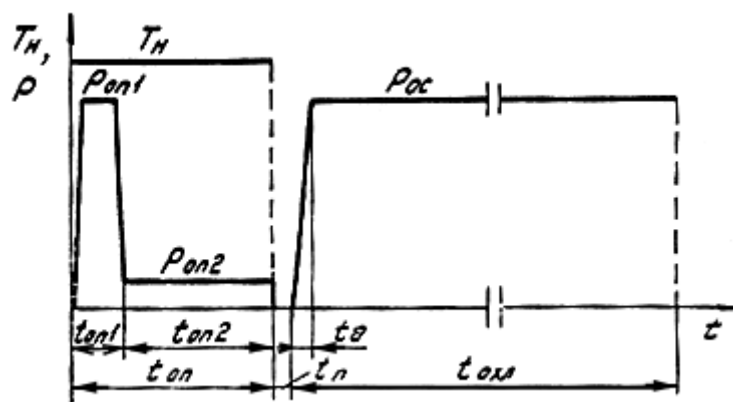 Tн, Tн
P
Pоп1 Pос
Pоп2
tоп1 tоп2 tв t
tоп tп tохл